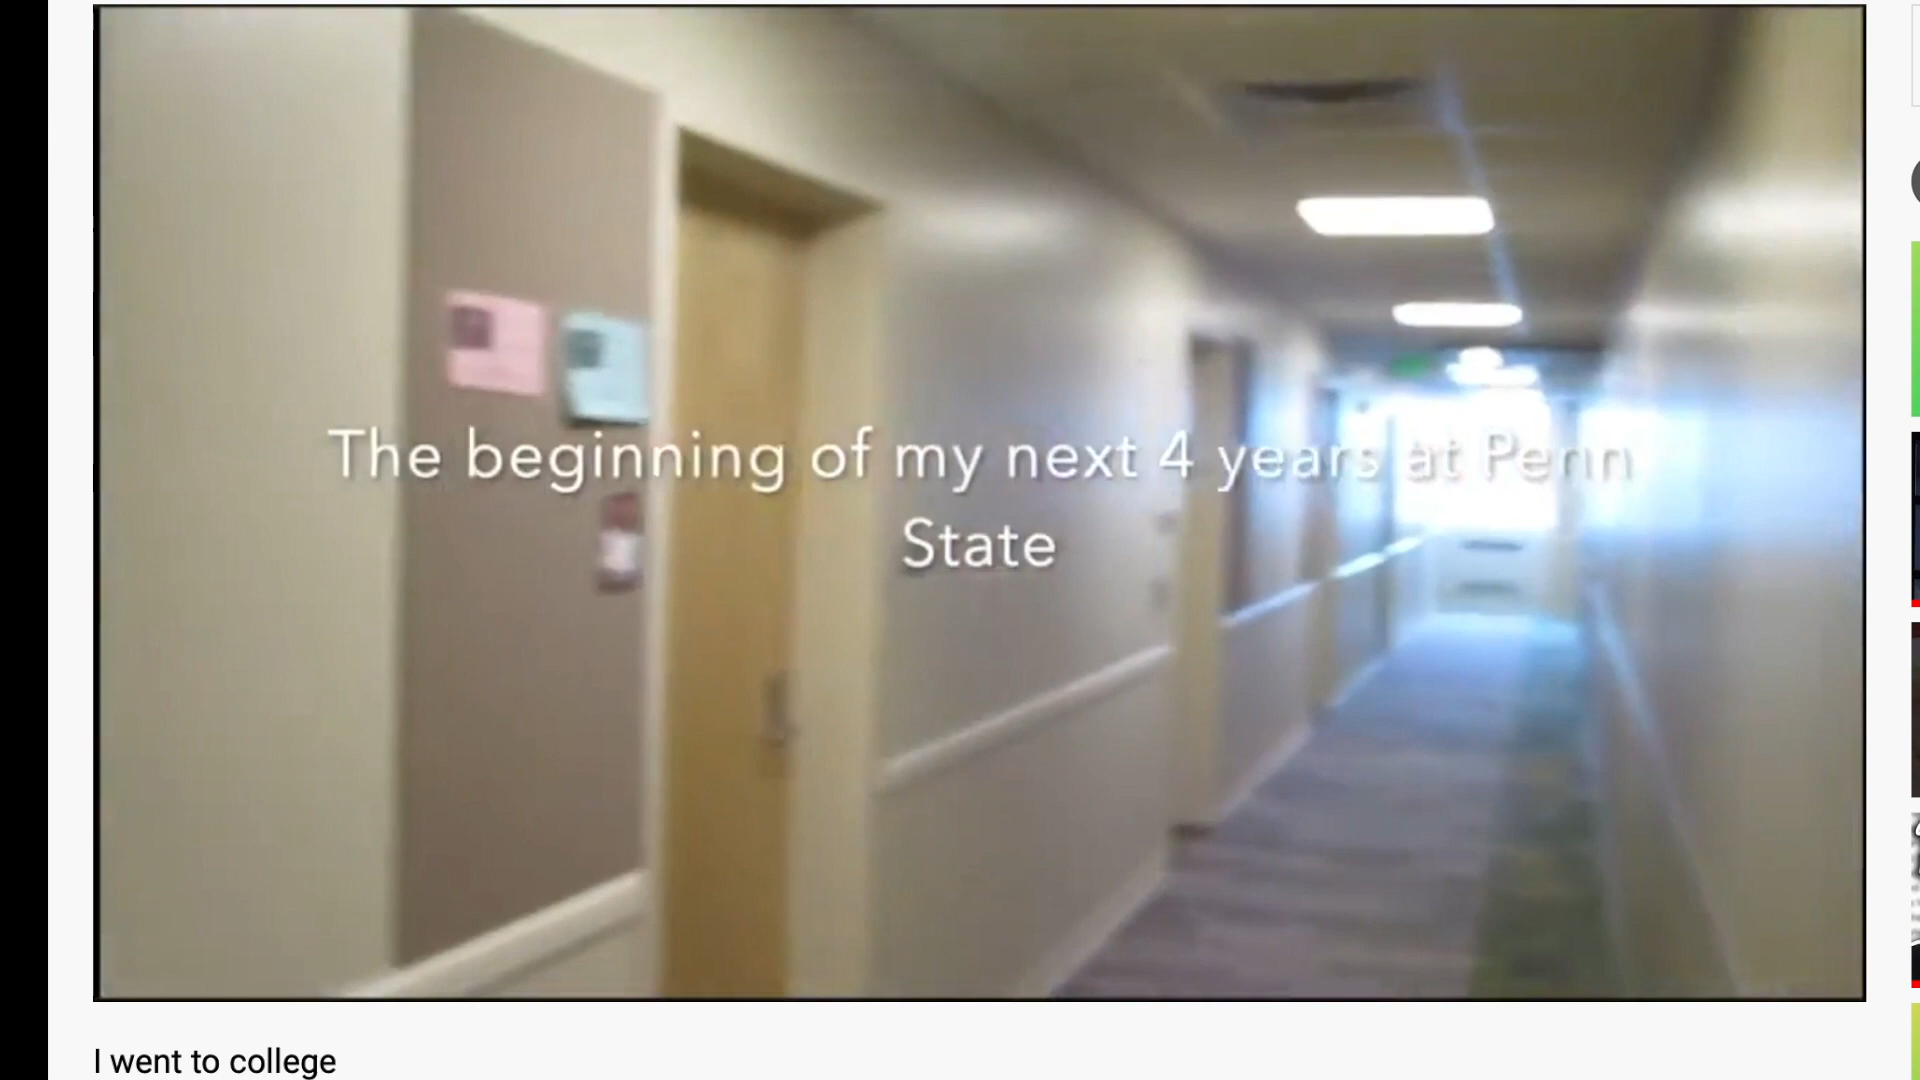 The beginning of my next 4 years at Penn
State
I went to college